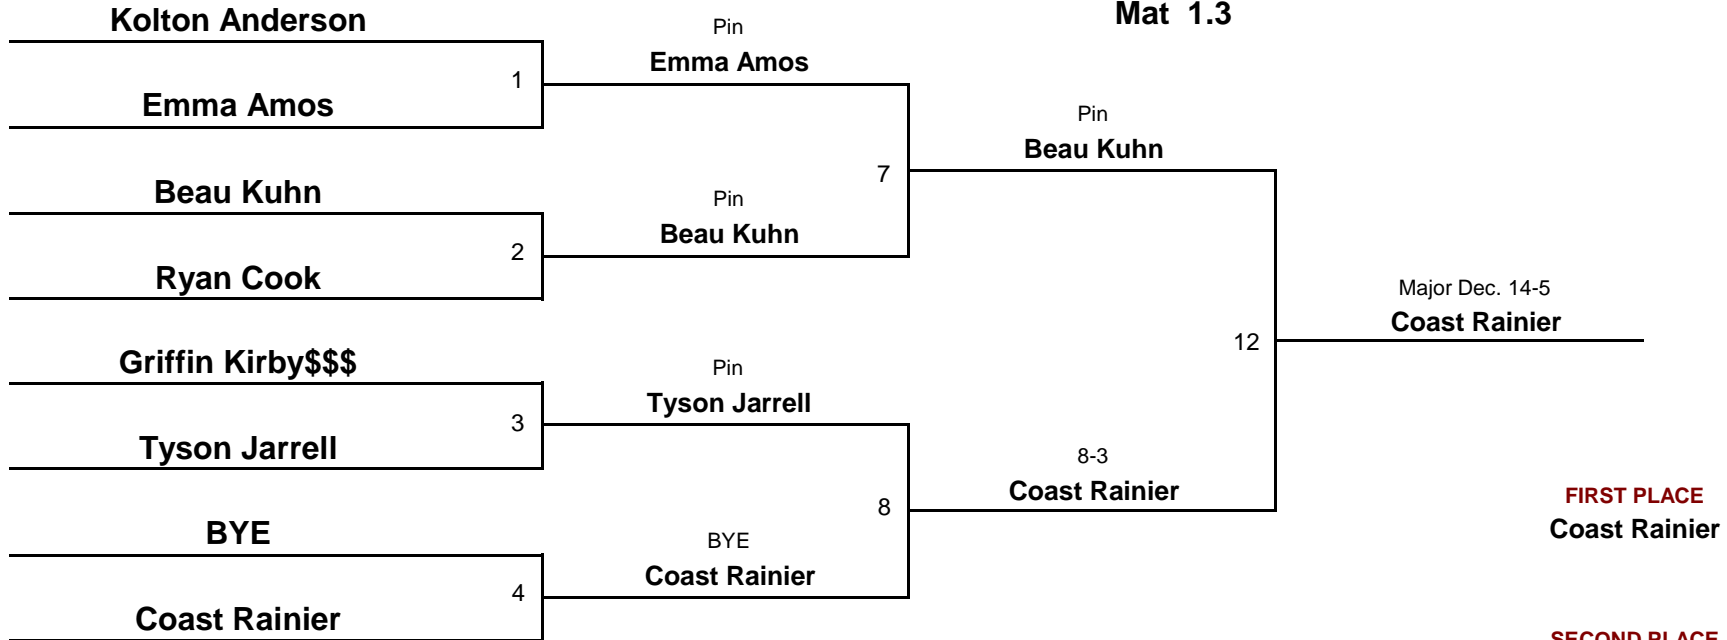 Kolton Anderson
Pin
Mat 1.3
Emma Amos
1
Emma Amos
Pin
Beau Kuhn
7
Beau Kuhn
Pin
Beau Kuhn
2
Ryan Cook
Major Dec. 14-5
Coast Rainier
12
Griffin Kirby$$$
Pin
Tyson Jarrell
3
Tyson Jarrell
8-3
Coast Rainier
FIRST PLACE
8
BYE
Coast Rainier
BYE
Coast Rainier
4
Coast Rainier
SECOND PLACE